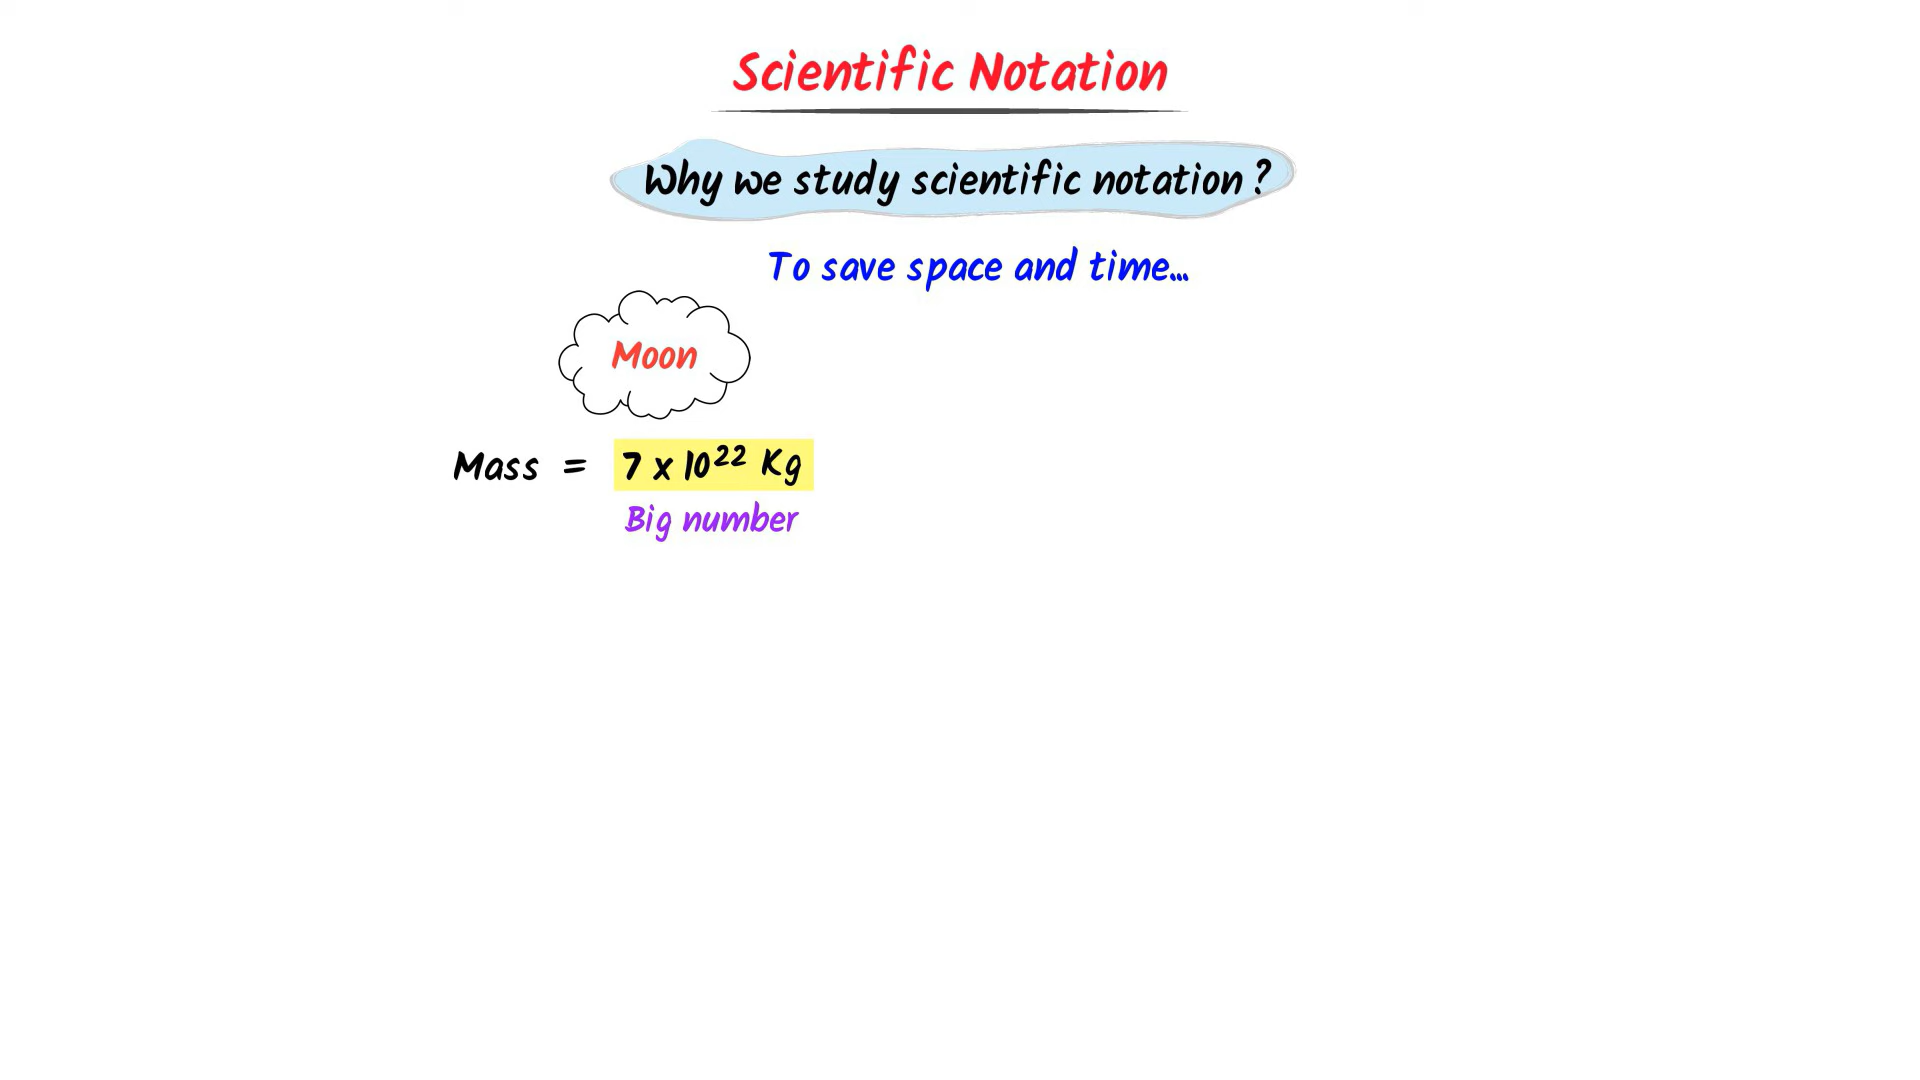 Scientific Notation
Why we study scientific notation ?
To save space and time...
Moon
Mass = 7 x 10²² Kg
Big number